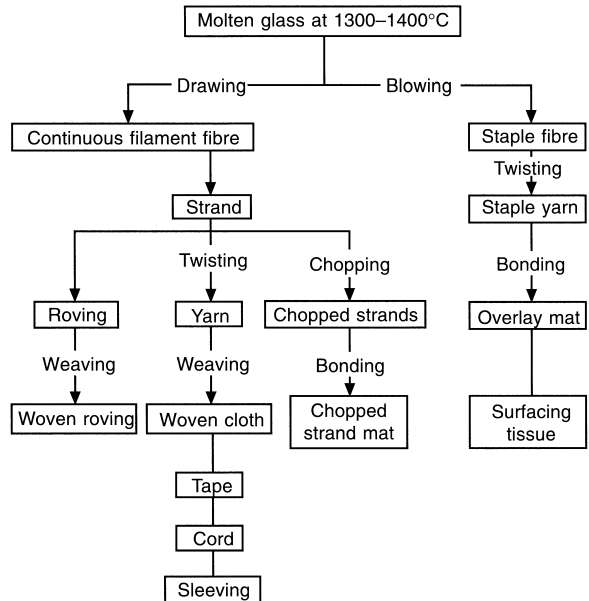 Molten glass at 1300–1400°C
Drawing
Blowing
Continuous filament fibre
Staple fibre
Twisting
Strand
Staple yarn
Twisting
Chopping
Bonding
Roving
Yarn
Chopped strands
Overlay mat
Weaving
Weaving
Bonding
Woven roving
Woven cloth
Chopped
strand mat
Surfacing
tissue
Tape
Cord
Sleeving